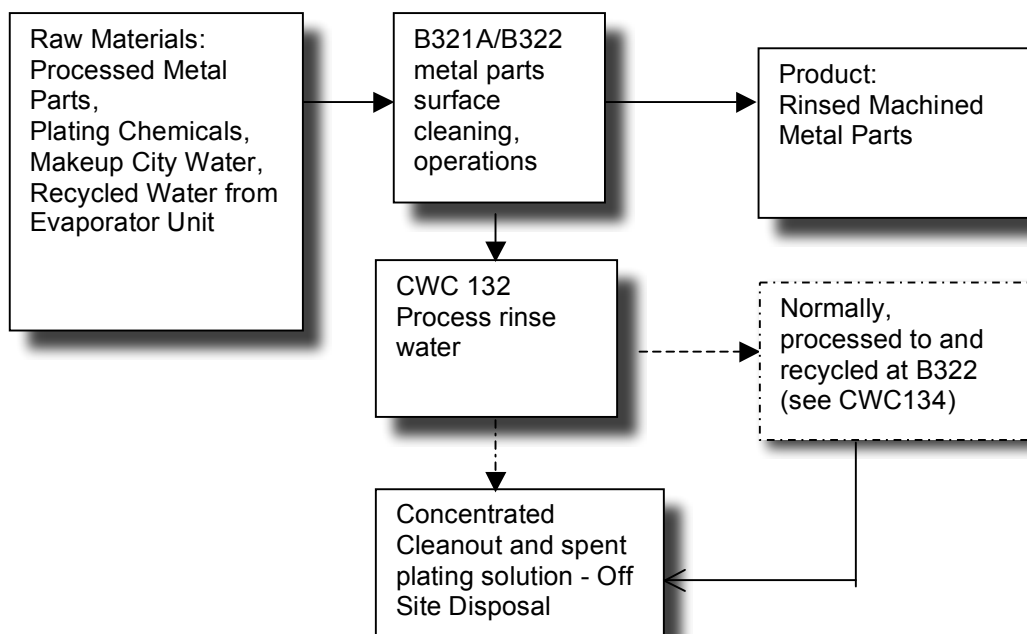 Raw Materials:
Processed Metal
Parts,
Plating Chemicals,
Makeup City Water,
Recycled Water from
Evaporator Unit
B321A/B322
metal parts
surface
cleaning,
operations
Product:
Rinsed Machined
Metal Parts
CWC 132
Process rinse
water
Normally,
processed to and
recycled at B322
(see CWC134)
Concentrated
Cleanout and spent
plating solution - Off
Site Disposal